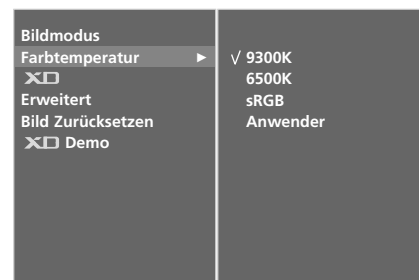 Bildmodus
Farbtemperatur ►
XD
Erweitert
Bild Zurücksetzen
XD Demo
√ 9300K
6500K
sRGB
Anwender